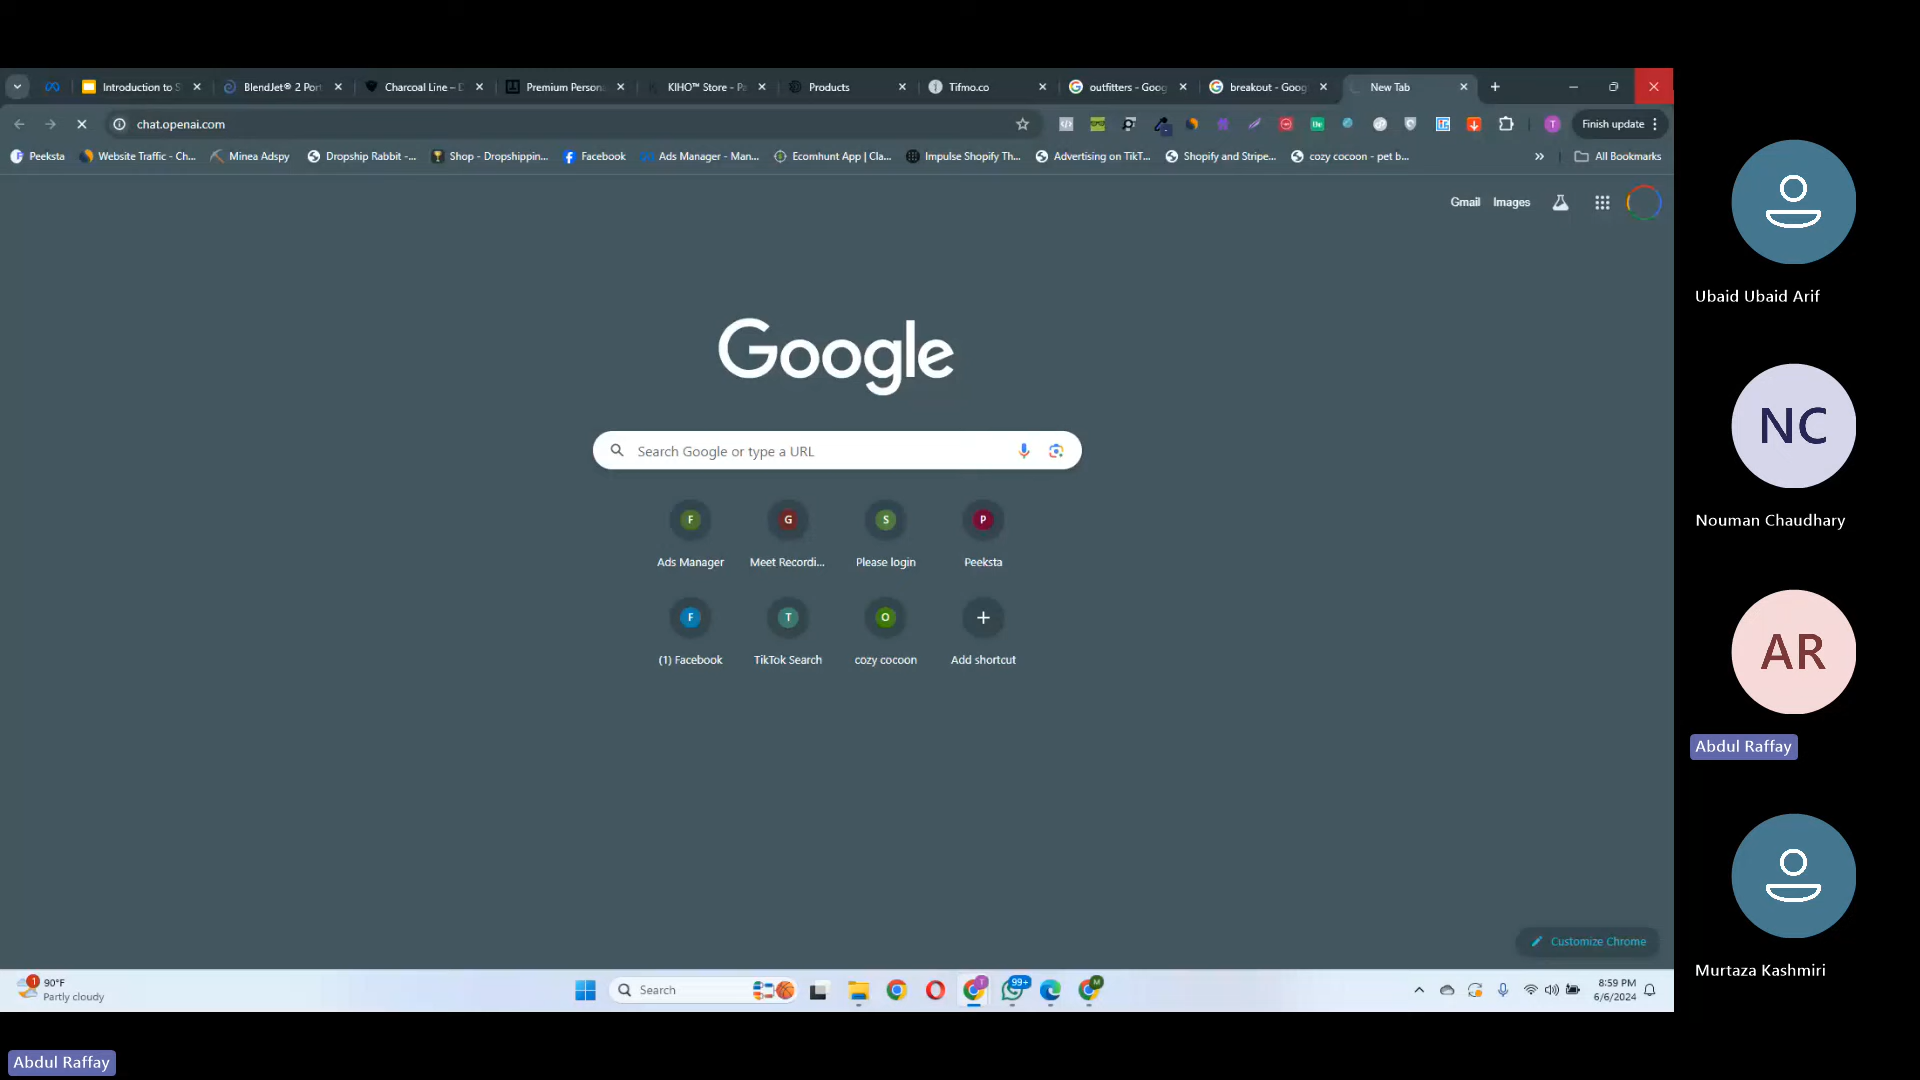 Introduction to S
BlendJet® 2 Port
Charcoal Line – D
Premium Persona
KIHO™ Store - Pa
Products
Tifmo.co
outfitters - Goog
breakout - Goog
New Tab
chat.openai.com
Finish update
Peeksta
Website Traffic - Ch...
Minea Adspy
Dropship Rabbit -...
Shop - Dropshippin...
Facebook
Ads Manager - Man...
Ecomhunt App | Cla...
Impulse Shopify Th...
Advertising on TikT...
Shopify and Stripe...
cozy cocoon - pet b...
All Bookmarks
Gmail
Images
Google
Search Google or type a URL
F
G
S
P
Ads Manager
Meet Recordi...
Please login
Peeksta
F
T
O
(1) Facebook
TikTok Search
cozy cocoon
Add shortcut
Customize Chrome
1
90°F
Partly cloudy
Search
99+
8:59 PM
6/6/2024
Ubaid Ubaid Arif
NC
Nouman Chaudhary
AR
Abdul Raffay
Murtaza Kashmiri
Abdul Raffay